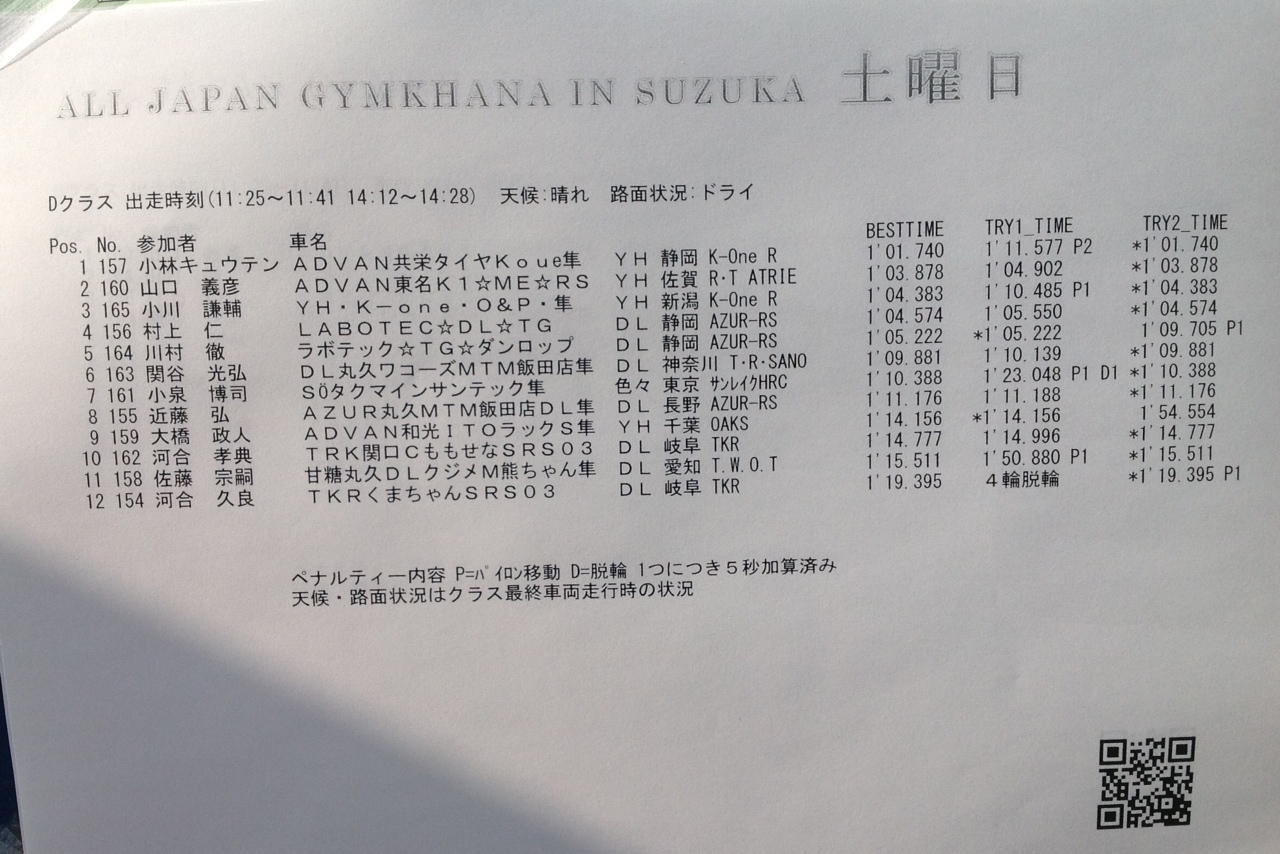 ALL JAPAN GYMKHANA IN SUZUKA 土曜日
Dクラス 出走時刻(11:25～11:41 14:12～14:28) 天候:晴れ 路面状況:ドライ
Pos. No. 参加者 車名 BESTTIME TRY1_TIME TRY2_TIME
1 157 小林キュウテン ＡＤＶＡＮ共栄タイヤＫｏｕｅ隼 ＹＨ 静岡 K-One R 1'01.740 1'11.577 P2 *1'01.740
2 160 山口 義彦 ＡＤＶＡＮ東名Ｋ１☆ＭＥ☆ＲＳ ＹＨ 佐賀 R･T ATRIE 1'03.878 1'04.902 *1'03.878
3 165 小川 謙輔 ＹＨ・Ｋ－ｏｎｅ・Ｏ＆Ｐ・隼 ＹＨ 新潟 K-One R 1'04.383 1'10.485 P1 *1'04.383
4 156 村上 仁 ＬＡＢＯＴＥＣ☆ＤＬ☆ＴＧ ＤＬ 静岡 AZUR-RS 1'04.574 1'05.550 *1'04.574
5 164 川村 徹 ラボテック☆ＴＧ☆ダンロップ ＤＬ 静岡 AZUR-RS 1'05.222 *1'05.222 1'09.705 P1
6 163 関谷 光弘 ＤＬ丸久ワコーズＭＴＭ飯田店隼 ＤＬ 神奈川 T･R･SANO 1'09.881 1'10.139 *1'09.881
7 161 小泉 博司 SÖタクマインサンテック隼 色々 東京 ｻﾝﾚｲｸHRC 1'10.388 1'23.048 P1 D1 *1'10.388
8 155 近藤 弘 ＡＺＵＲ丸久ＭＴＭ飯田店ＤＬ隼 ＤＬ 長野 AZUR-RS 1'11.176 1'11.188 *1'11.176
9 159 大橋 政人 ＡＤＶＡＮ和光ＩＴＯラックＳ隼 ＹＨ 千葉 OAKS 1'14.156 *1'14.156 1'54.554
10 162 河合 孝典 ＴＲＫ関口ＣももせなＳＲＳ０３ ＤＬ 岐阜 TKR 1'14.777 1'14.996 *1'14.777
11 158 佐藤 宗嗣 甘糖丸久ＤＬクジメＭ熊ちゃん隼 ＤＬ 愛知 T.W.O.T 1'15.511 1'50.880 P1 *1'15.511
12 154 河合 久良 ＴＫＲくまちゃんＳＲＳ０３ ＤＬ 岐阜 TKR 1'19.395 ４輪脱輪 *1'19.395 P1
ペナルティー内容 P=ﾊﾟｲﾛﾝ移動 D=脱輪 1つにつき５秒加算済み
天候・路面状況はクラス最終車両走行時の状況